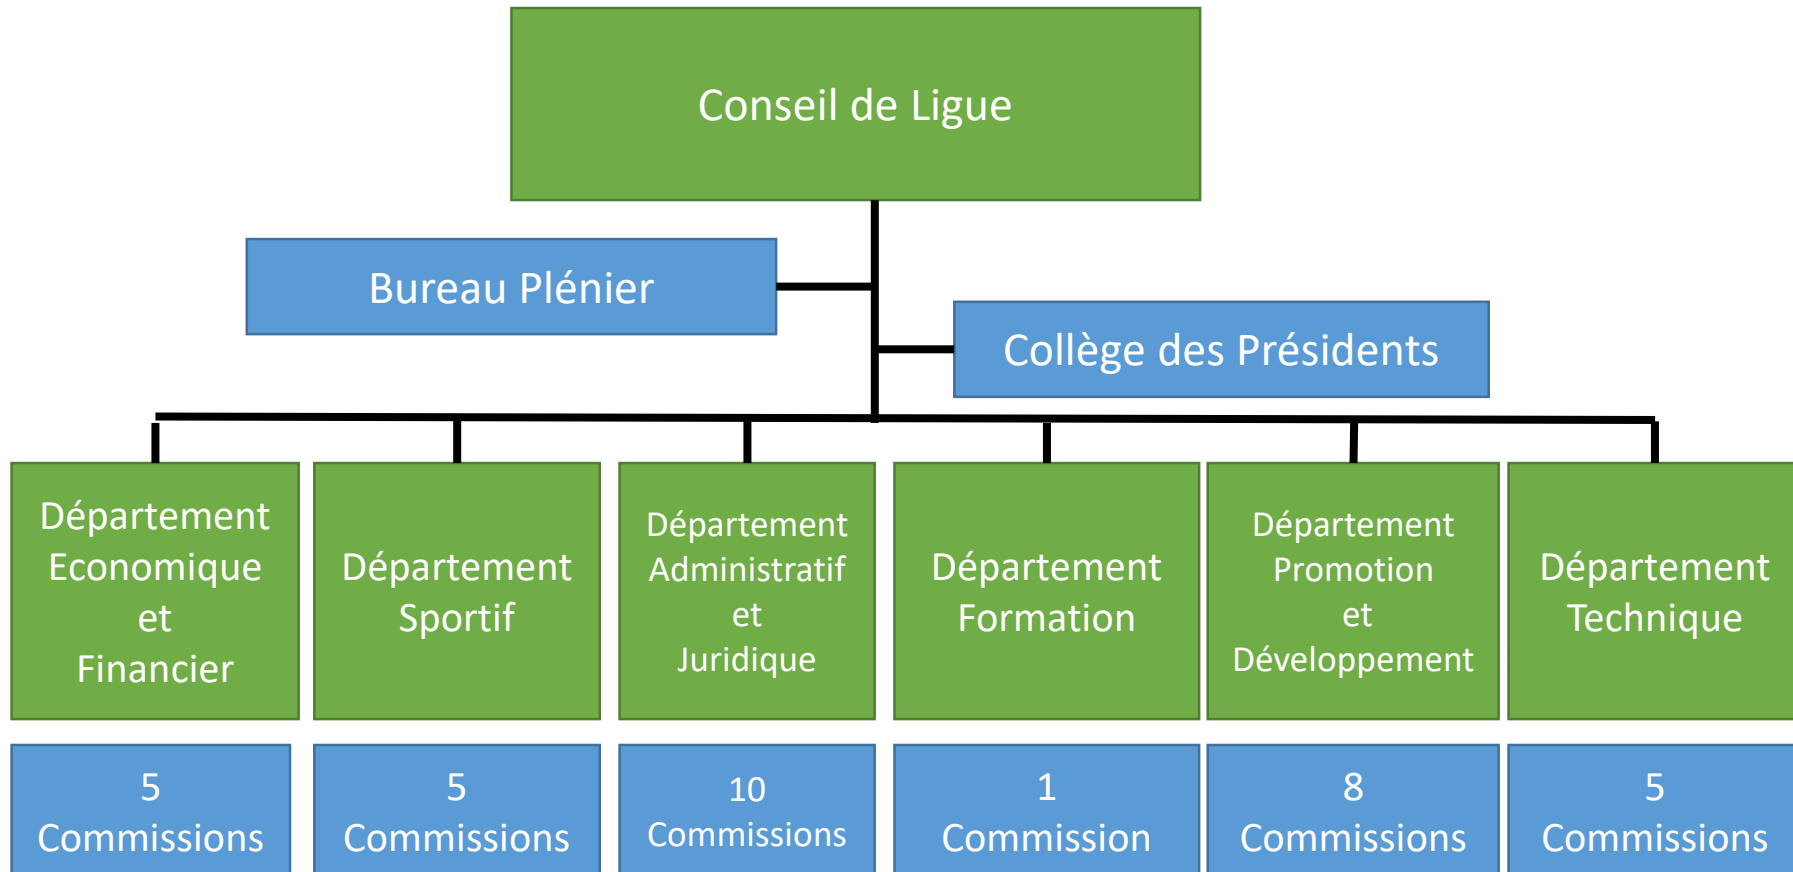 Conseil de Ligue
Bureau Plénier
Collège des Présidents
Département
Economique
et
Financier
Département
Sportif
Département
Administratif
et
Juridique
Département
Formation
Département
Promotion
et
Développement
Département
Technique
5
Commissions
5
Commissions
10
Commissions
1
Commission
8
Commissions
5
Commissions